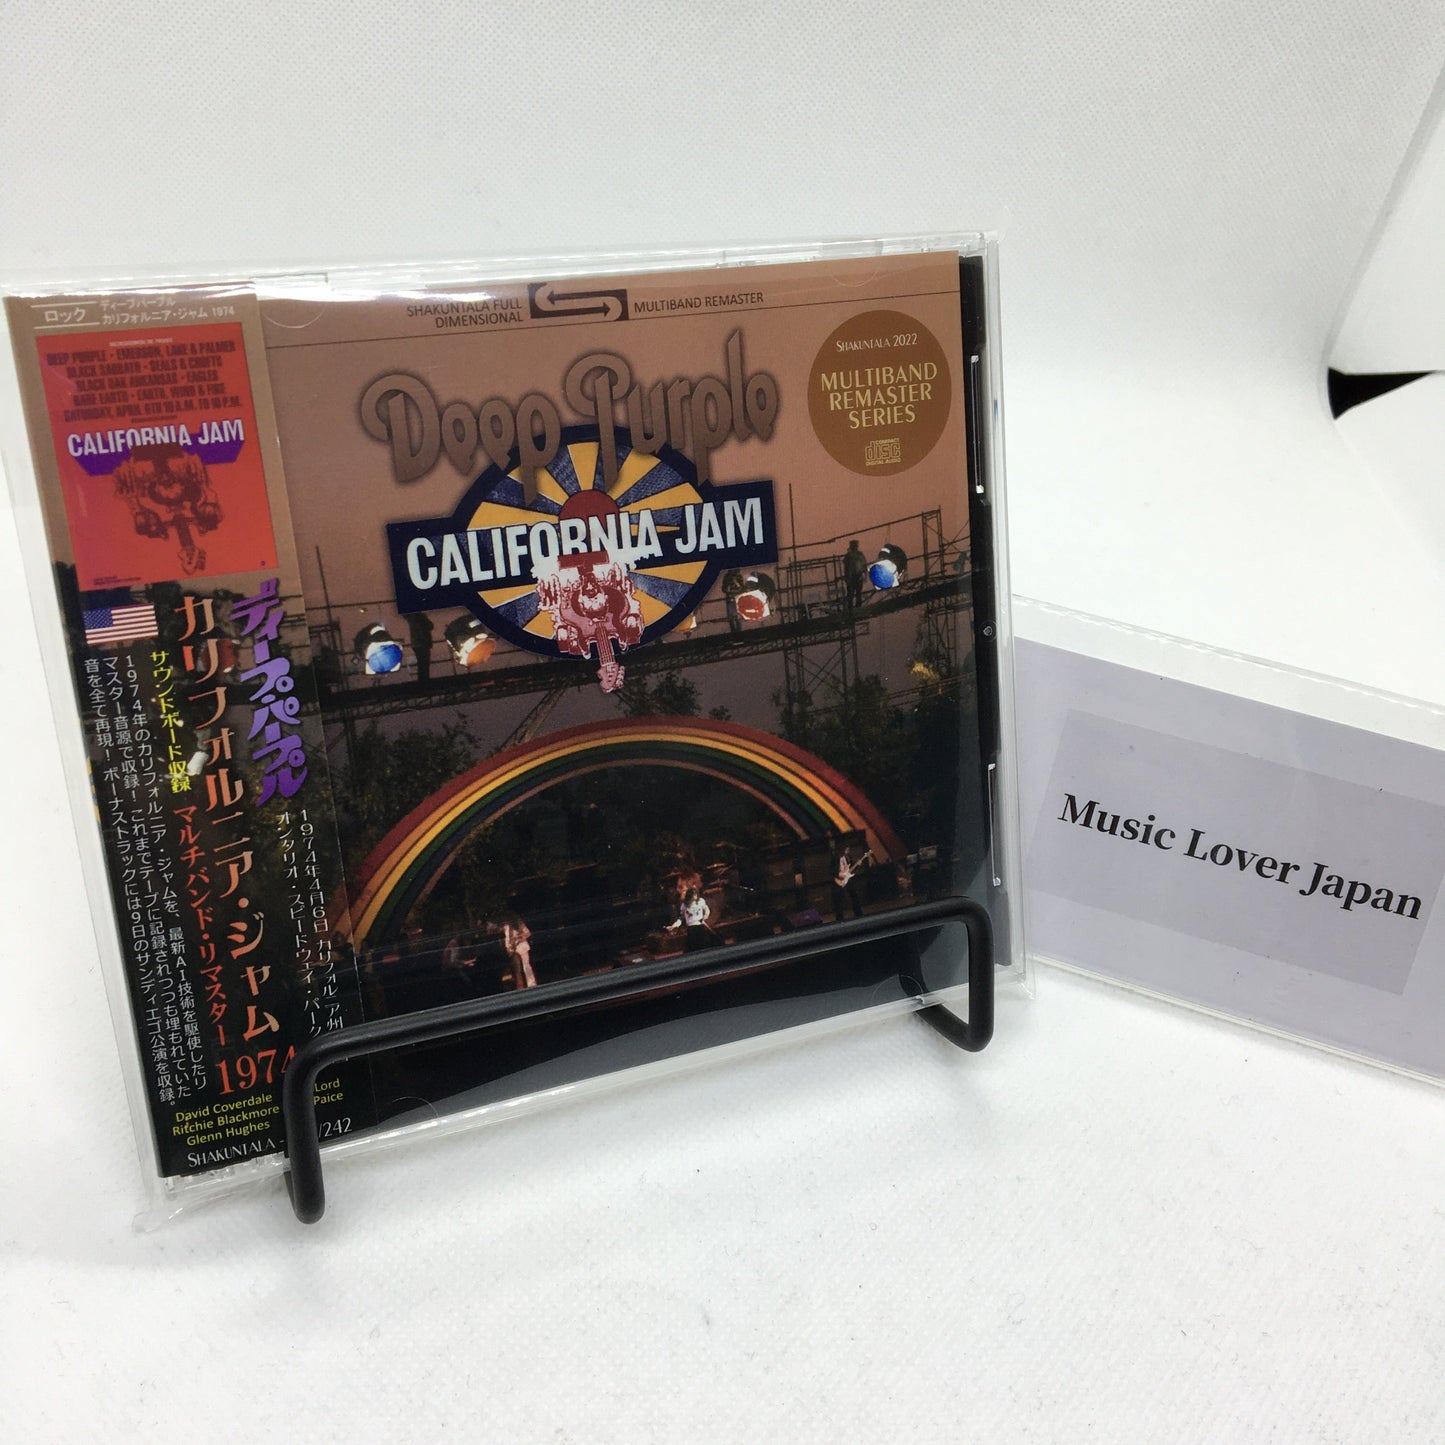 ロック
ディープ・パープル
カリフォルニア・ジャム 1974
DEEP PURPLE • EMERSON, LAKE & PALMER
BLACK SABBATH • SEALS & CROFTS
BLACK OAK ARKANSAS • EAGLES
RARE EARTH • EARTH, WIND & FIRE
SATURDAY, APRIL 6TH 10 A.M. TO 10 P.M.
CALIFORNIA JAM
ディープ・パープル
カリフォルニア・ジャム
1974
1974年4月6日 カリフォルニア州
オンタリオ・スピードウェイ・パーク
サウンドボード収録 マルチバンド・リマスター
1974年のカリフォルニア・ジャムを、最新AI技術を駆使したリ
マスター音源で収録！これまでテープに記録されつつも埋もれていた
音を全て再現！ボーナストラックには9日のサンディエゴ公演を収録。
David Coverdale
Lord
Ritchie Blackmore
Paice
Glenn Hughes
SHAKUNTALA -
/242
SHAKUNTALA FULL
DIMENSIONAL
MULTIBAND REMASTER
Deep Purple
CALIFORNIA JAM
SHAKUNTALA 2022
MULTIBAND
REMASTER
SERIES
COMPACT
disc
DIGITAL AUDIO
Music Lover Japan